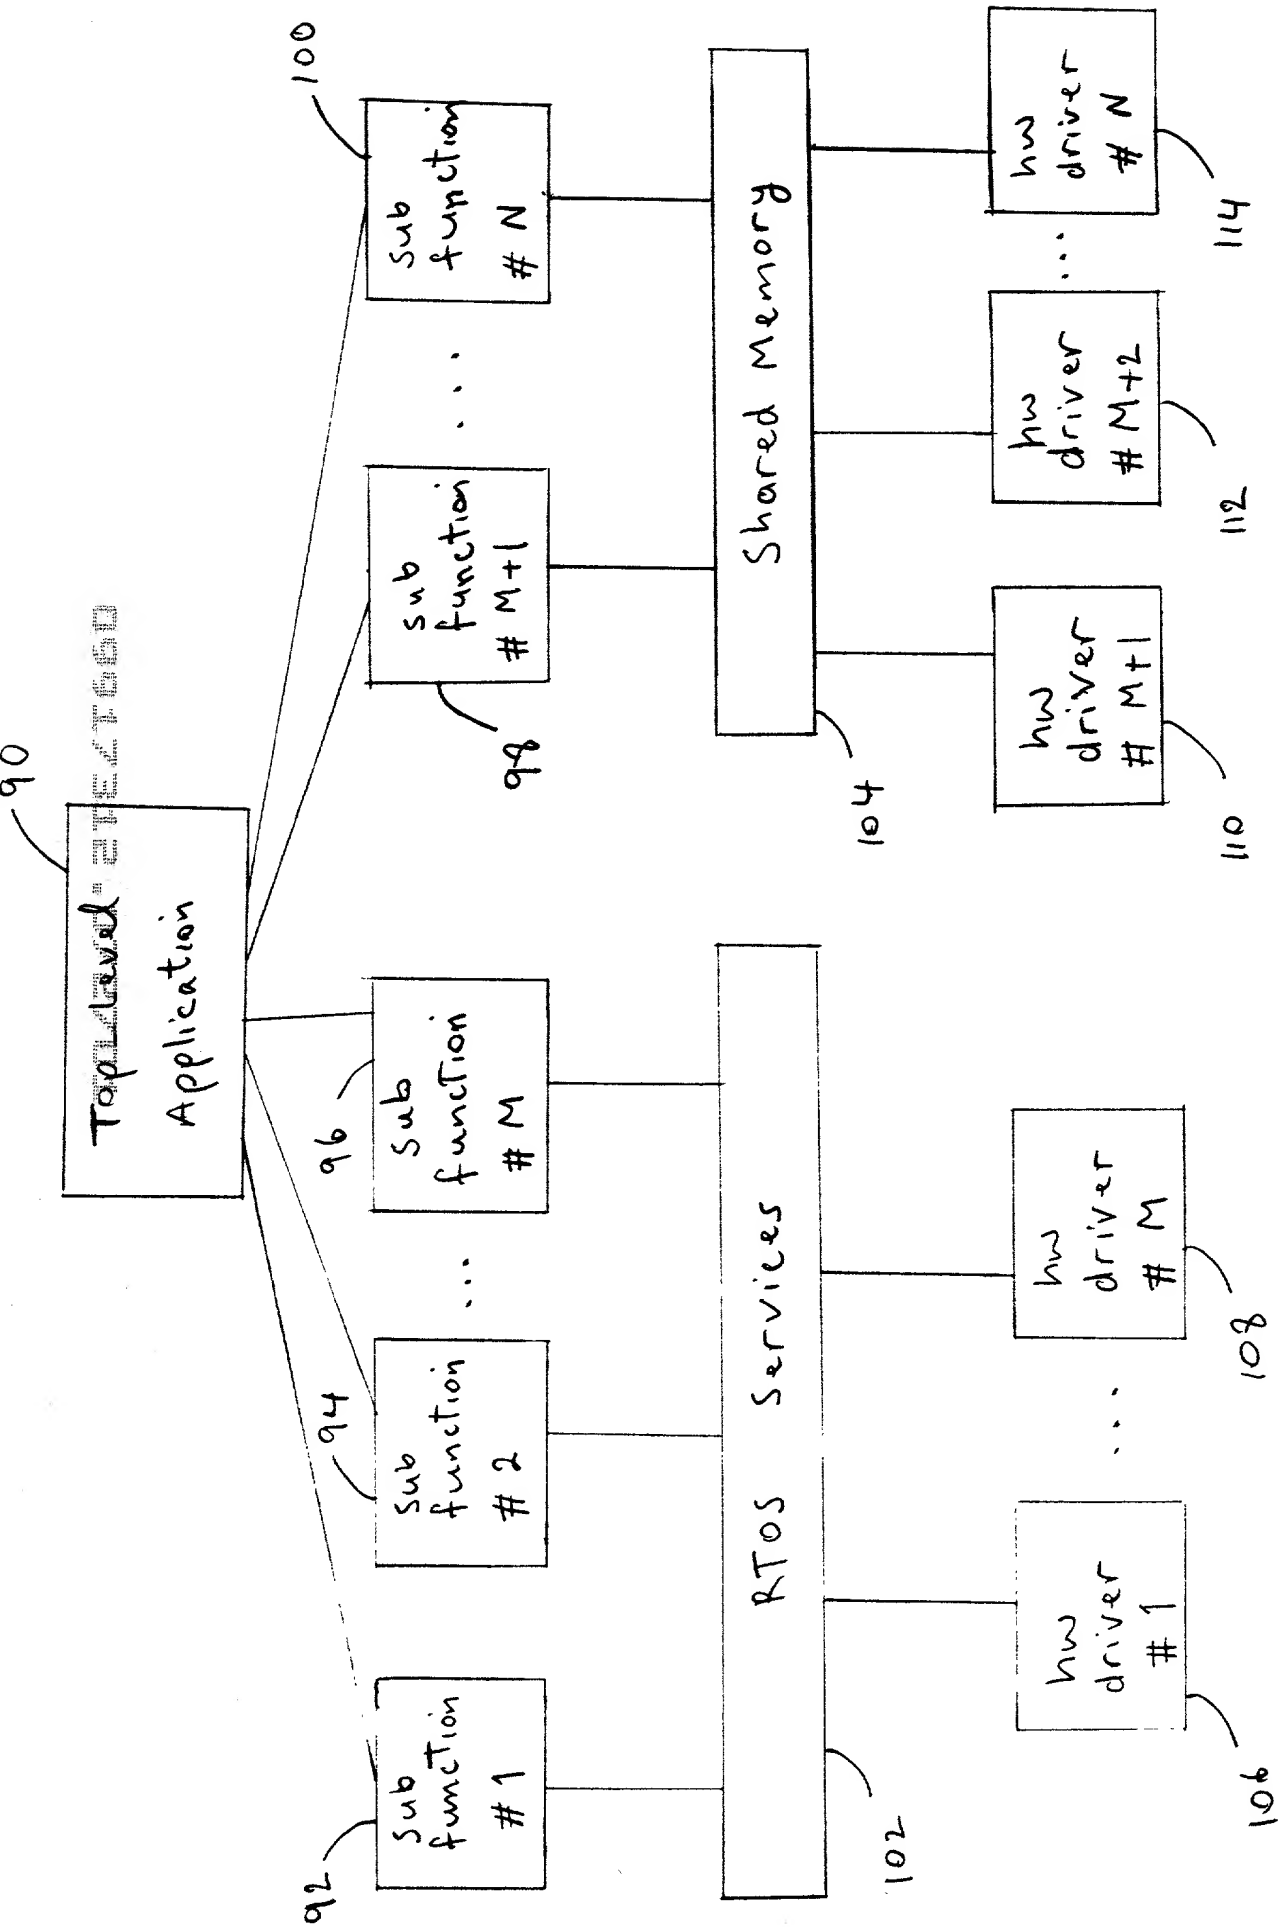 90
Top Level
Application
92
sub
function
# 1
94
sub
function
# 2
...
96
sub
function
# M
98
sub
function
# M+1
....
100
sub
function
# N
RTOS Services
102
Shared Memory
104
hw
driver
# 1
106
...
hw
driver
# M
108
hw
driver
# M+1
110
hw
driver
# M+2
112
...
hw
driver
# N
114